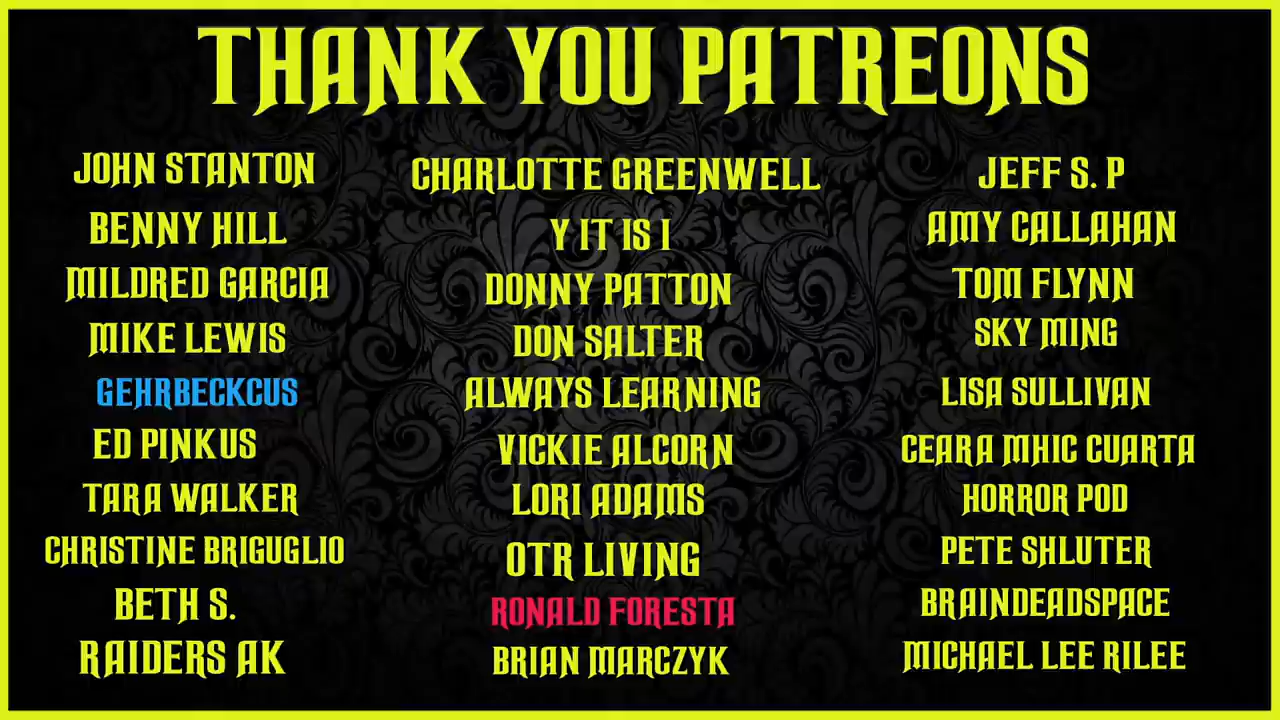 THANK YOU PATREONS
JOHN STANTON
BENNY HILL
MILDRED GARCIA
MIKE LEWIS
GEHRBECKCUS
ED PINKUS
TARA WALKER
CHRISTINE BRIGUGLIO
BETH S.
RAIDERS AK
CHARLOTTE GREENWELL
Y IT IS I
DONNY PATTON
DON SALTER
ALWAYS LEARNING
VICKIE ALCORN
LORI ADAMS
OTR LIVING
RONALD FORESTA
BRIAN MARCZYK
JEFF S. P
AMY CALLAHAN
TOM FLYNN
SKY MING
LISA SULLIVAN
CEARA MHIC CUARTA
HORROR POD
PETE SHLUTER
BRAINDEADSPACE
MICHAEL LEE RILEE